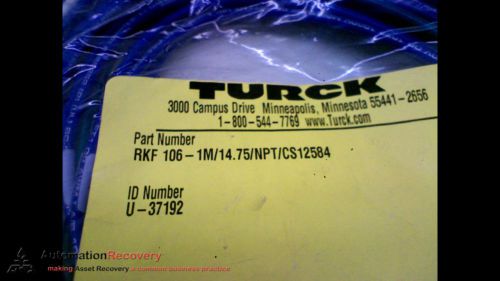 TURCK
3000 Campus Drive Minneapolis, Minnesota 55441-2656
1-800-544-7769 www.Turck.com
Part Number
RKF 106-1M/14.75/NPT/CS12584
ID Number
U-37192
AutomationRecovery
making Asset Recovery a common business practice